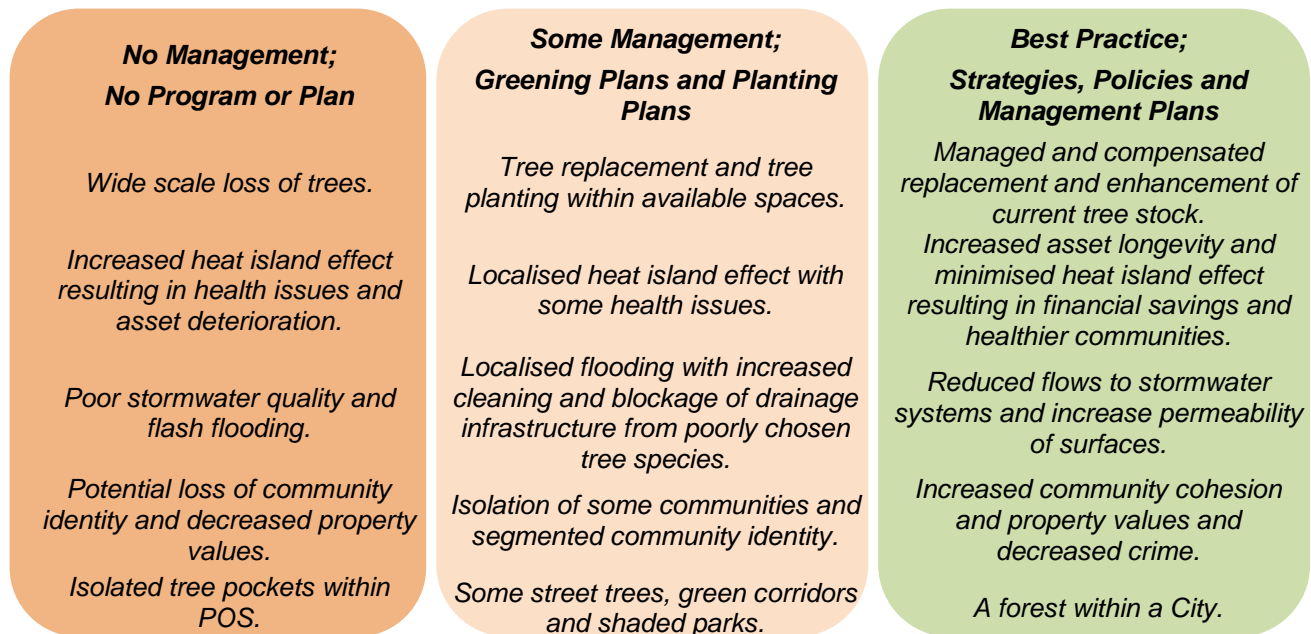 No Management;
No Program or Plan
Wide scale loss of trees.
Increased heat island effect
resulting in health issues and
asset deterioration.
Poor stormwater quality and
flash flooding.
Potential loss of community
identity and decreased property
values.
Isolated tree pockets within
POS.
Some Management;
Greening Plans and Planting
Plans
Tree replacement and tree
planting within available spaces.
Localised heat island effect with
some health issues.
Localised flooding with increased
cleaning and blockage of drainage
infrastructure from poorly chosen
tree species.
Isolation of some communities and
segmented community identity.
Some street trees, green corridors
and shaded parks.
Best Practice;
Strategies, Policies and
Management Plans
Managed and compensated
replacement and enhancement of
current tree stock.
Increased asset longevity and
minimised heat island effect
resulting in financial savings and
healthier communities.
Reduced flows to stormwater
systems and increase permeability
of surfaces.
Increased community cohesion
and property values and
decreased crime.
A forest within a City.